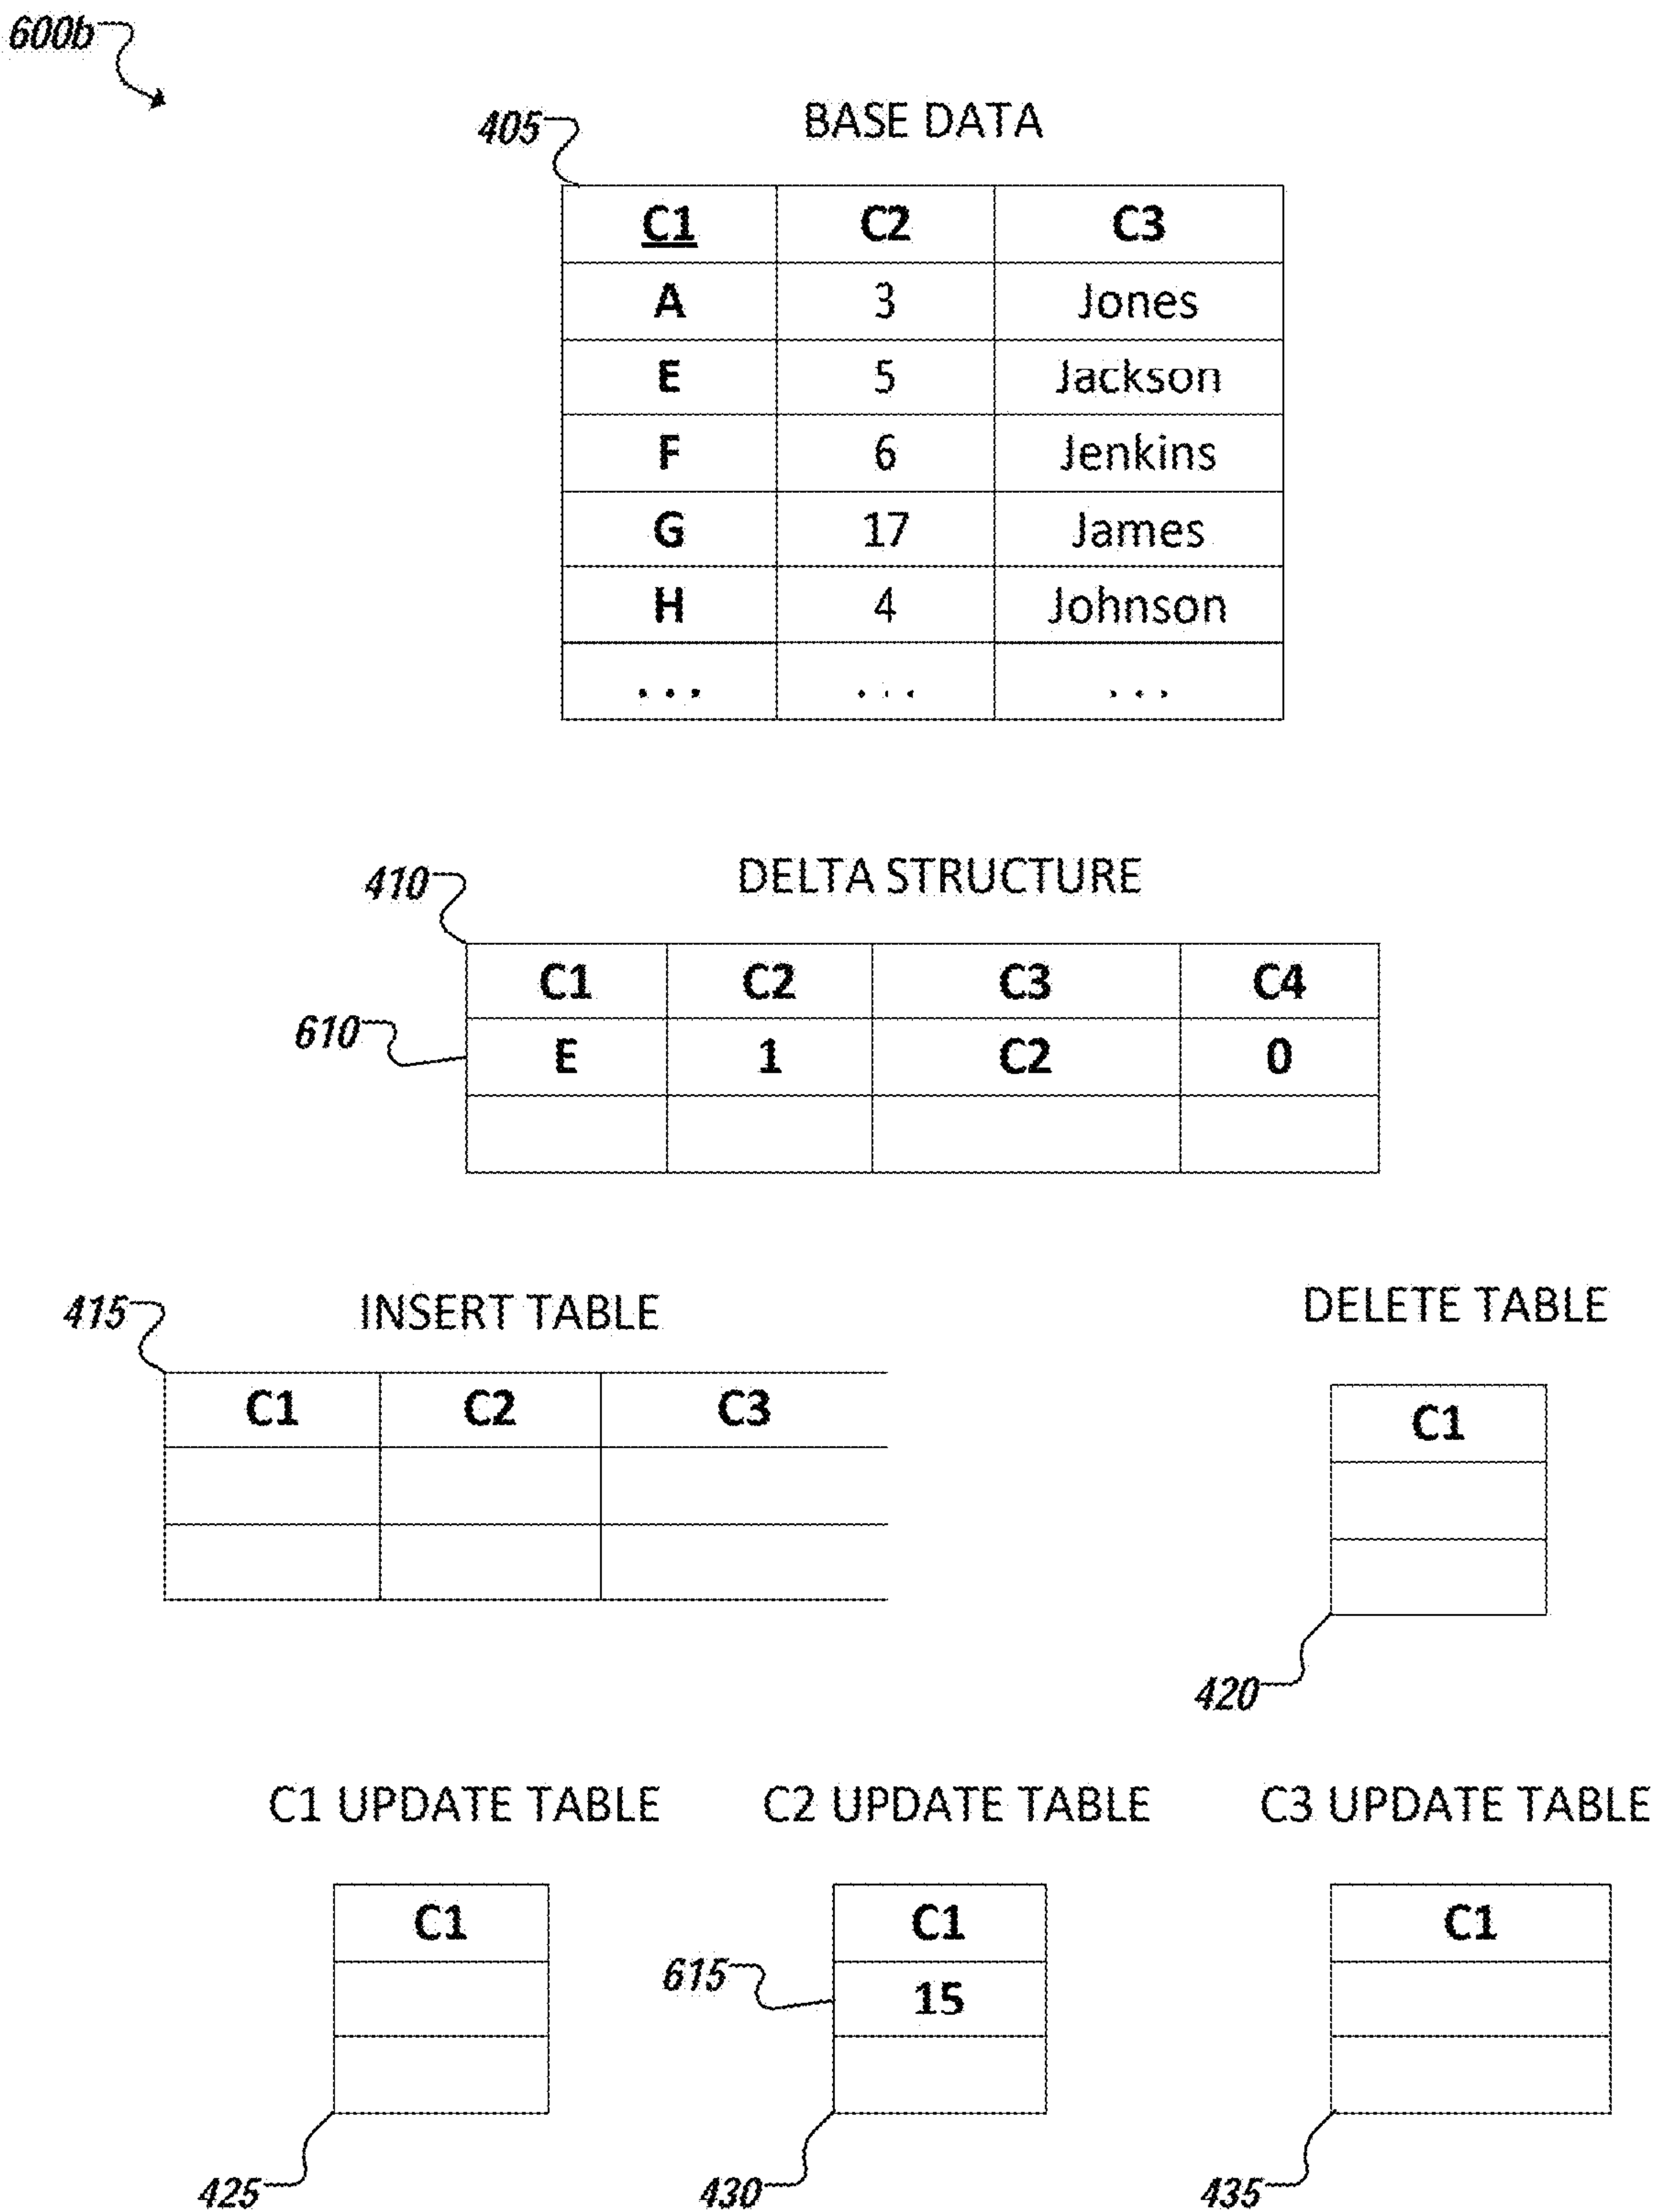 600b
405 BASE DATA
C1 C2 C3
A 3 Jones
E 5 Jackson
F 6 Jenkins
G 17 James
H 4 Johnson
... ... ...
410 DELTA STRUCTURE
C1 C2 C3 C4
610 E 1 C2 0
415 INSERT TABLE DELETE TABLE
C1 C2 C3 C1
420
C1 UPDATE TABLE C2 UPDATE TABLE C3 UPDATE TABLE
C1 C1 C1
615 15
425 430 435